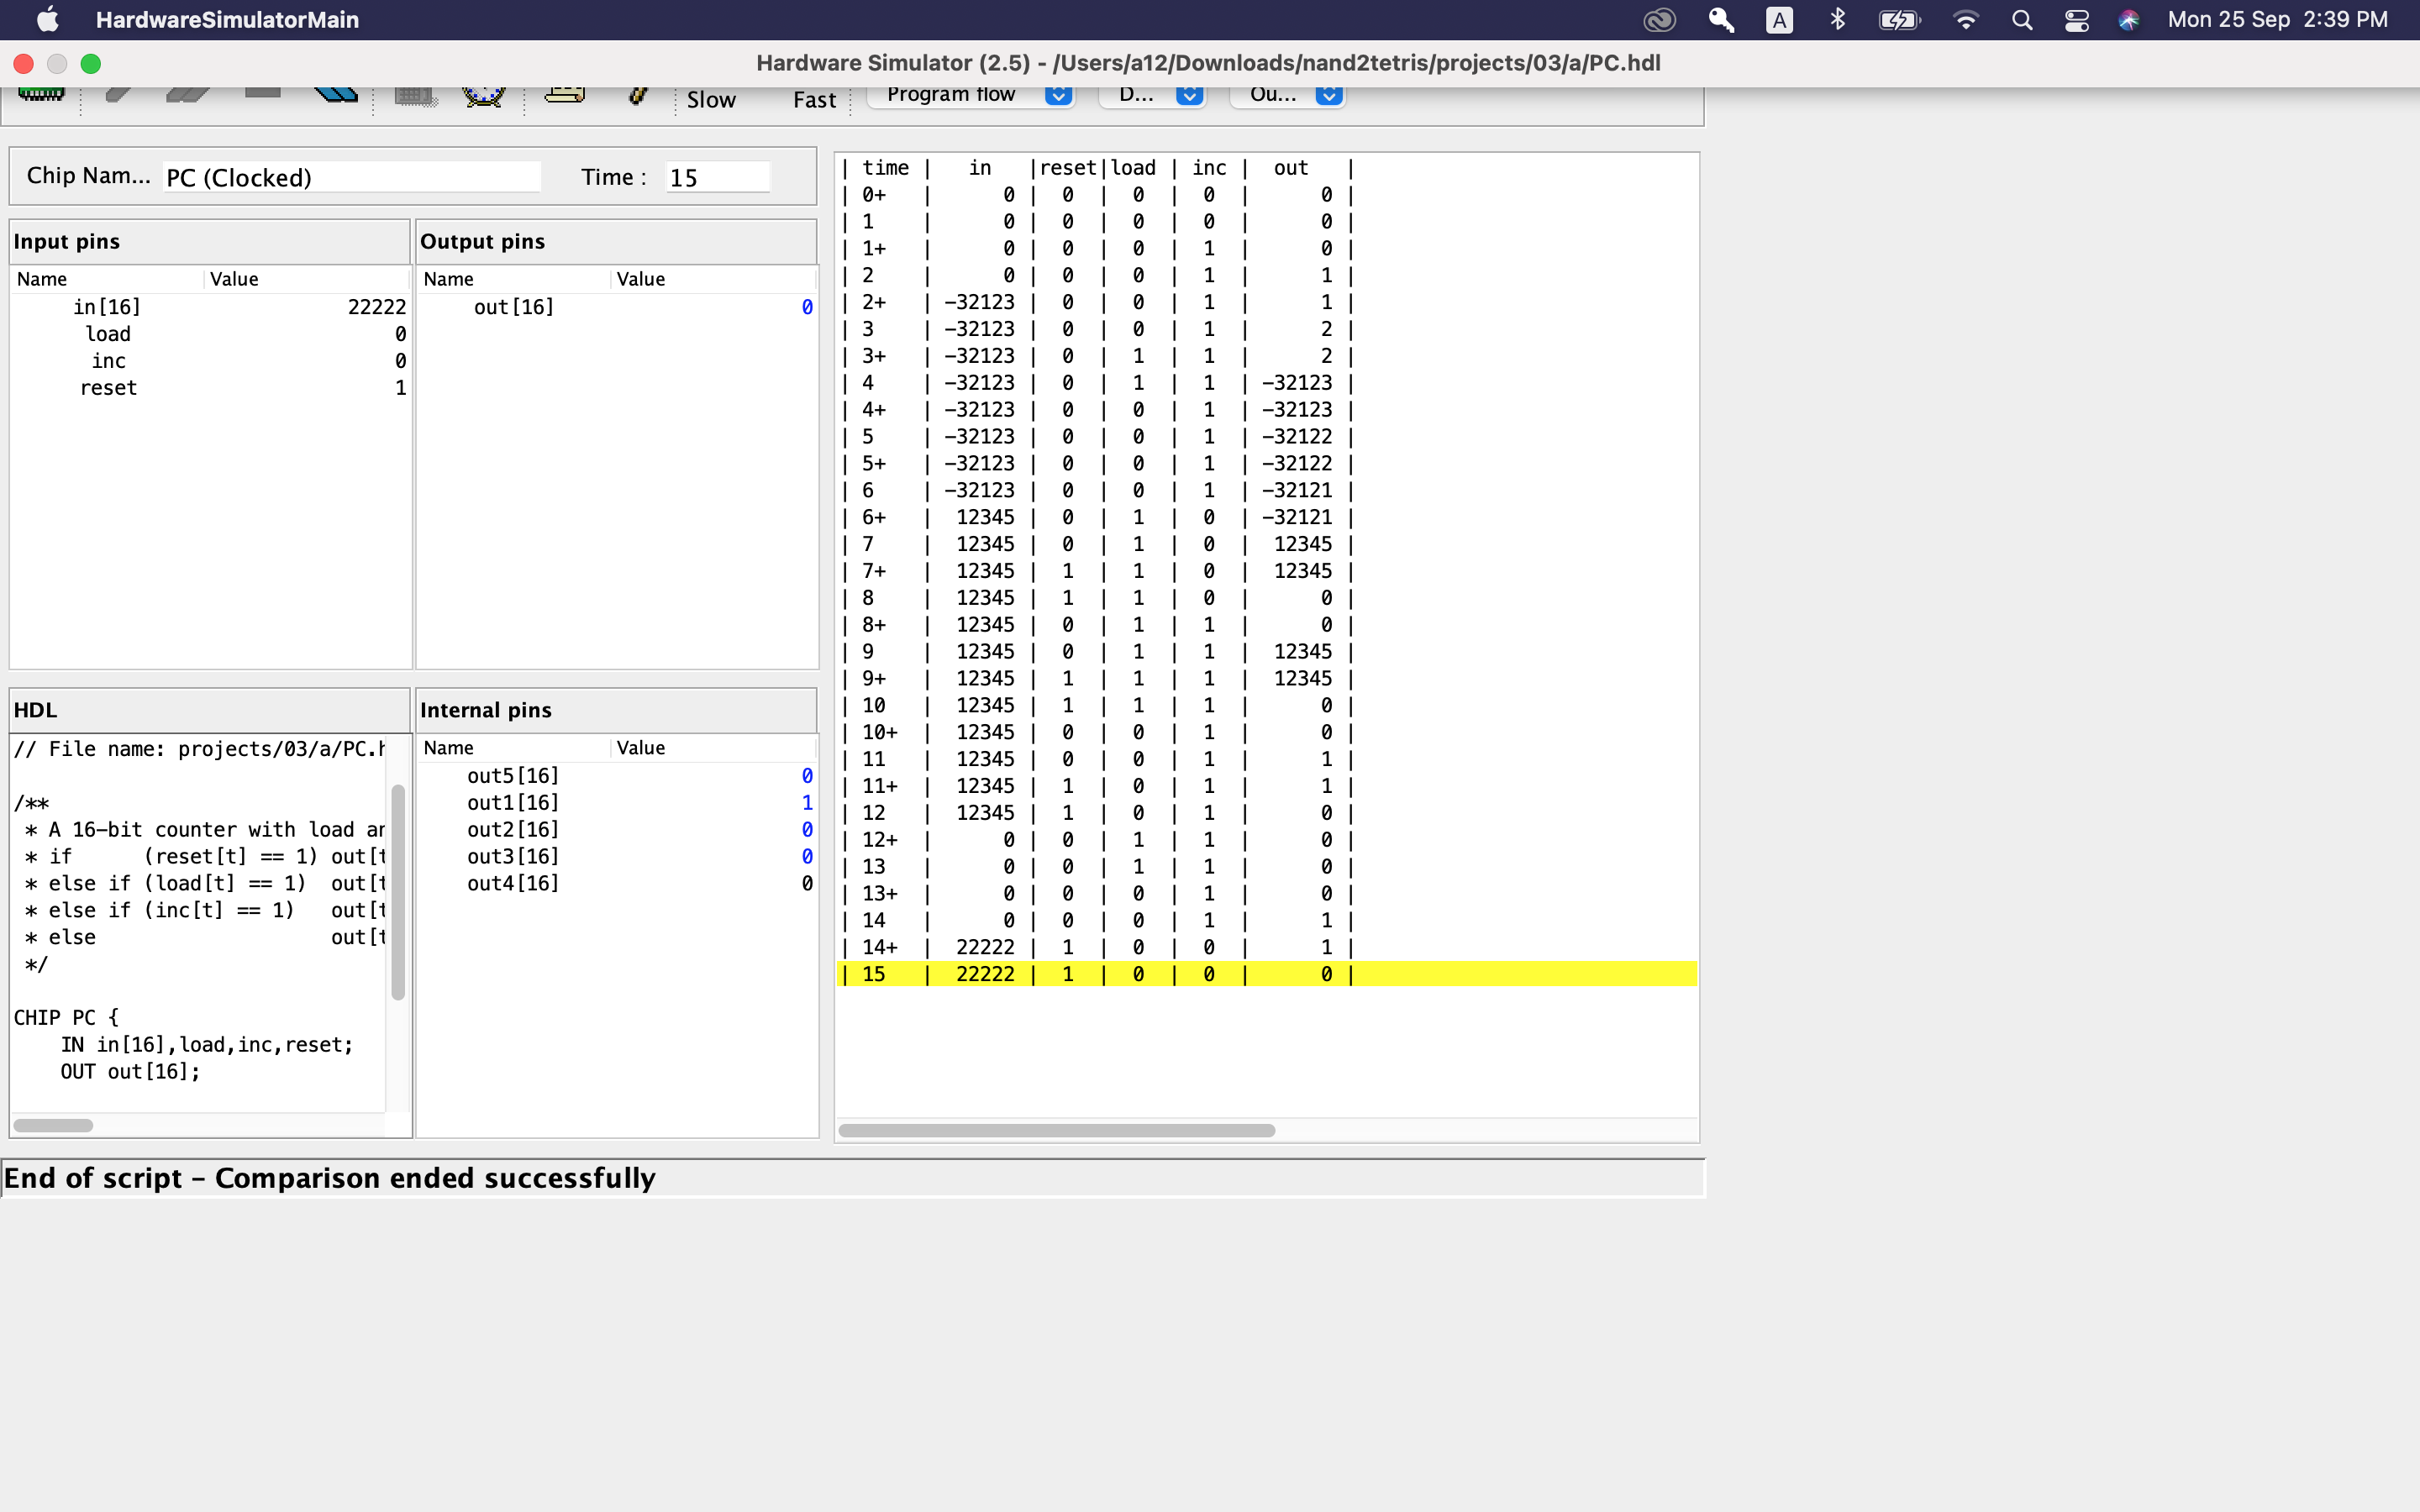 HardwareSimulatorMain
A
Mon 25 Sep 2:39 PM
Hardware Simulator (2.5) - /Users/a12/Downloads/nand2tetris/projects/03/a/PC.hdl
Slow Fast Program flow D... Ou...
Chip Nam... PC (Clocked) Time : 15
Input pins
Name Value
in[16] 22222
load 0
inc 0
reset 1
Output pins
Name Value
out[16] 0
HDL
// File name: projects/03/a/PC.h
/**
* A 16-bit counter with load an
* if (reset[t] == 1) out[t
* else if (load[t] == 1) out[t
* else if (inc[t] == 1) out[t
* else out[t
*/
CHIP PC {
IN in[16],load,inc,reset;
OUT out[16];
Internal pins
Name Value
out5[16] 0
out1[16] 1
out2[16] 0
out3[16] 0
out4[16] 0
| time | in |reset|load | inc | out |
| 0+ | 0 | 0 | 0 | 0 | 0 |
| 1 | 0 | 0 | 0 | 0 | 0 |
| 1+ | 0 | 0 | 0 | 1 | 0 |
| 2 | 0 | 0 | 0 | 1 | 1 |
| 2+ | -32123 | 0 | 0 | 1 | 1 |
| 3 | -32123 | 0 | 0 | 1 | 2 |
| 3+ | -32123 | 0 | 1 | 1 | 2 |
| 4 | -32123 | 0 | 1 | 1 | -32123 |
| 4+ | -32123 | 0 | 0 | 1 | -32123 |
| 5 | -32123 | 0 | 0 | 1 | -32122 |
| 5+ | -32123 | 0 | 0 | 1 | -32122 |
| 6 | -32123 | 0 | 0 | 1 | -32121 |
| 6+ | 12345 | 0 | 1 | 0 | -32121 |
| 7 | 12345 | 0 | 1 | 0 | 12345 |
| 7+ | 12345 | 1 | 1 | 0 | 12345 |
| 8 | 12345 | 1 | 1 | 0 | 0 |
| 8+ | 12345 | 0 | 1 | 1 | 0 |
| 9 | 12345 | 0 | 1 | 1 | 12345 |
| 9+ | 12345 | 1 | 1 | 1 | 12345 |
| 10 | 12345 | 1 | 1 | 1 | 0 |
| 10+ | 12345 | 0 | 0 | 1 | 0 |
| 11 | 12345 | 0 | 0 | 1 | 1 |
| 11+ | 12345 | 1 | 0 | 1 | 1 |
| 12 | 12345 | 1 | 0 | 1 | 0 |
| 12+ | 0 | 0 | 1 | 1 | 0 |
| 13 | 0 | 0 | 1 | 1 | 0 |
| 13+ | 0 | 0 | 0 | 1 | 0 |
| 14 | 0 | 0 | 0 | 1 | 1 |
| 14+ | 22222 | 1 | 0 | 0 | 1 |
| 15 | 22222 | 1 | 0 | 0 | 0 |
End of script - Comparison ended successfully